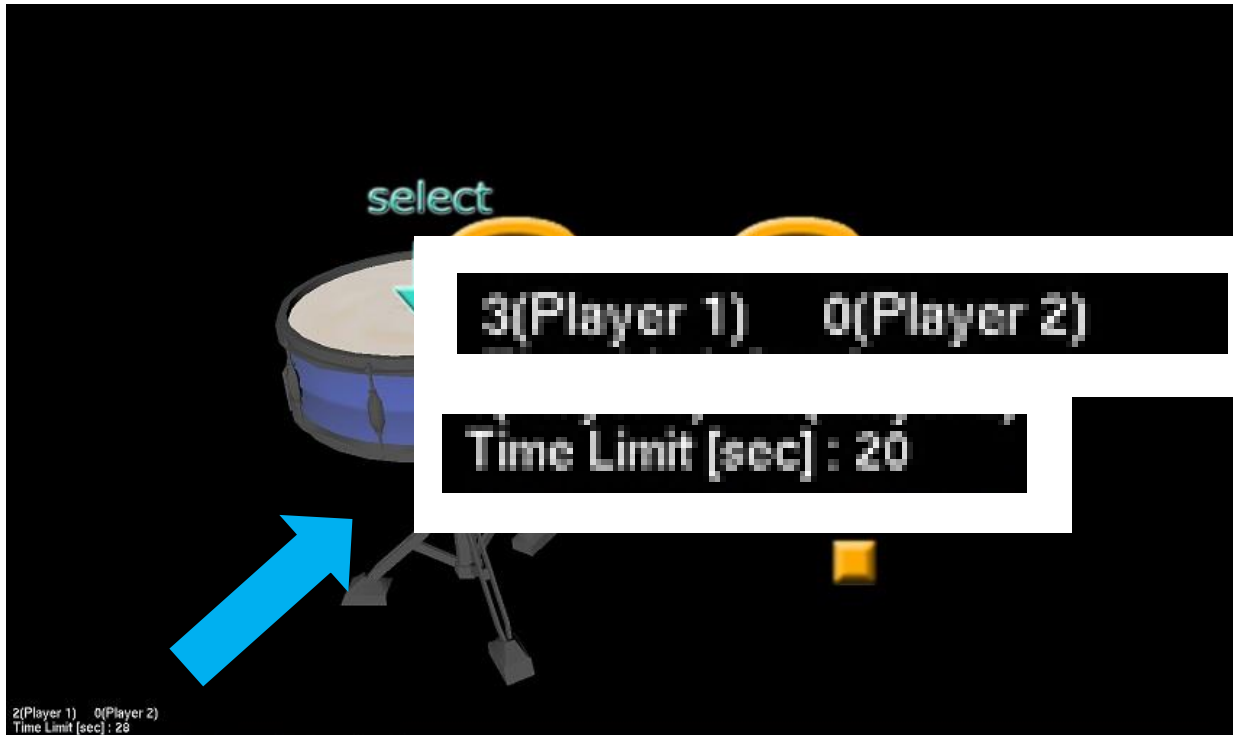 select
3(Player 1) 0(Player 2)
Time Limit [sec] : 20
2(Player 1) 0(Player 2)
Time Limit [sec] : 28